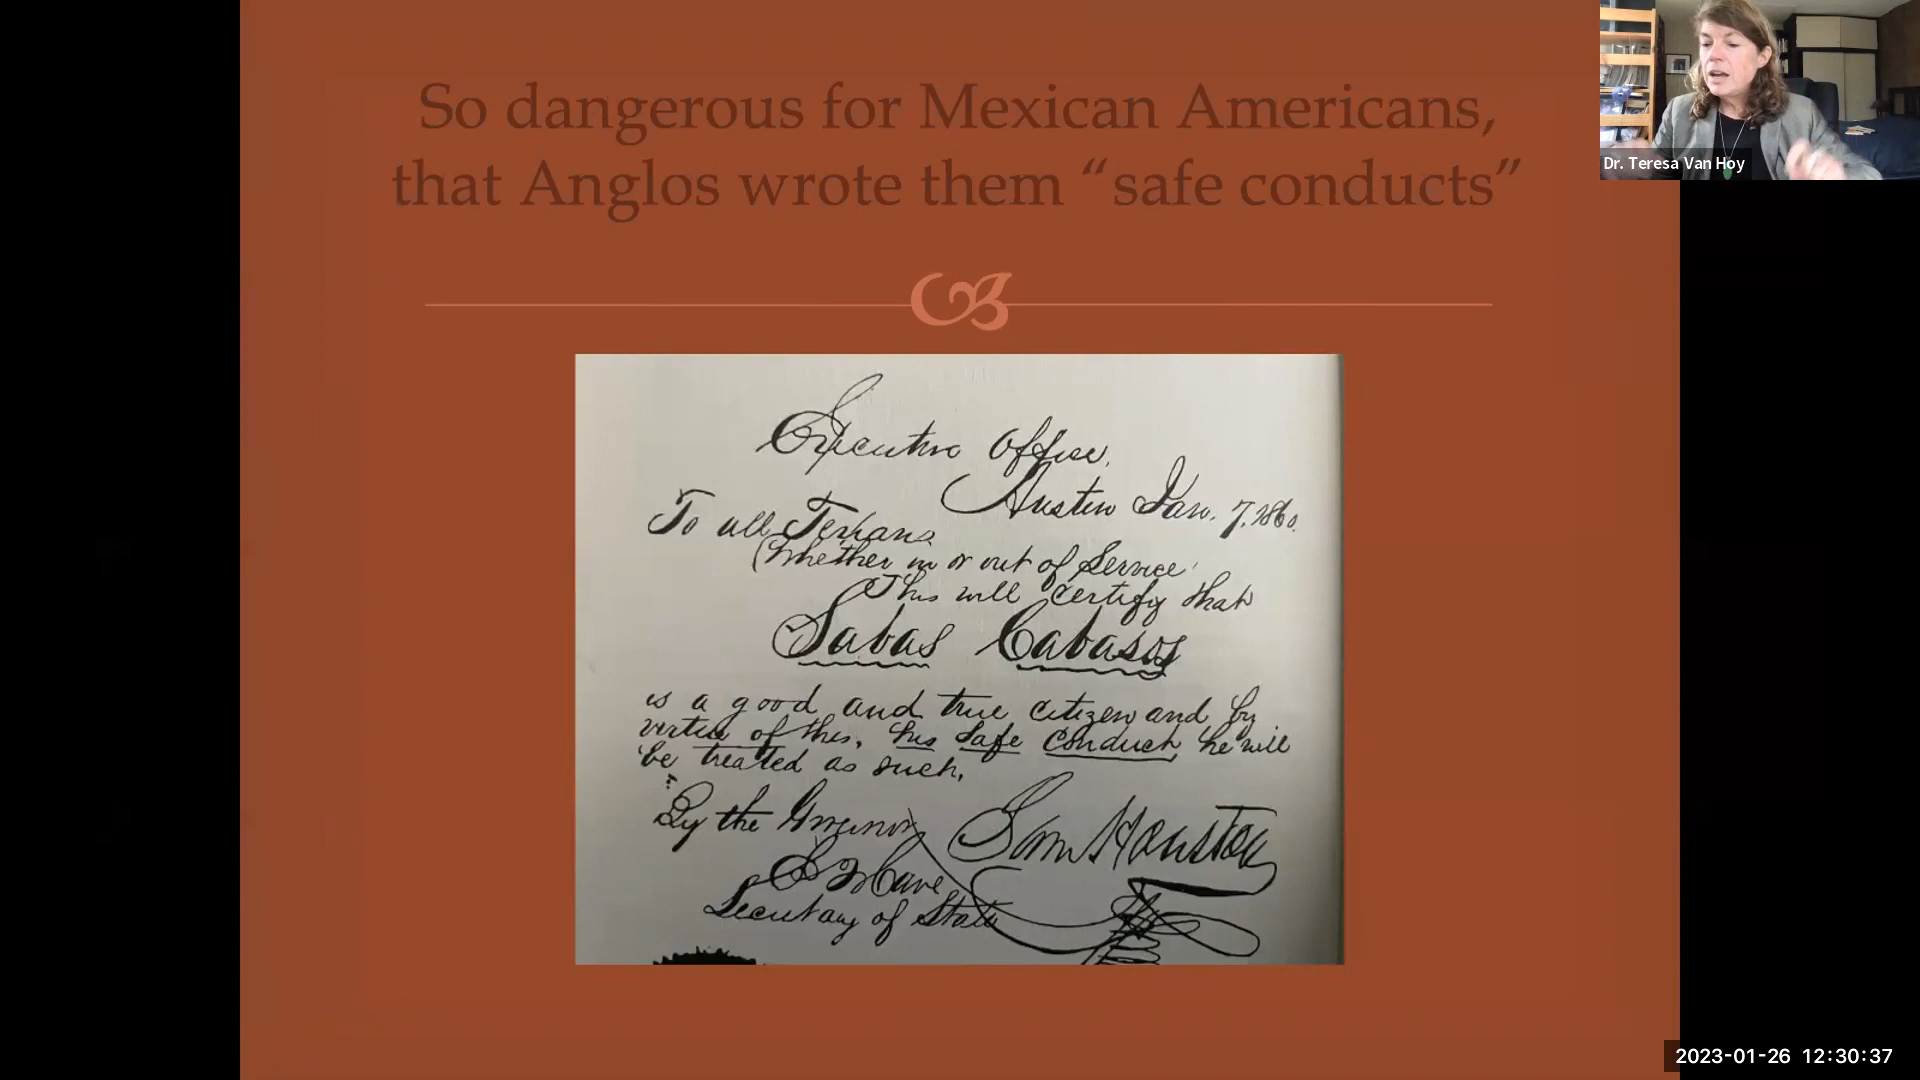 So dangerous for Mexican Americans,
that Anglos wrote them “safe conducts”
Dr. Teresa Van Hoy
Executive Office.
Austin Jan. 7. 1860.
To all Texans
(Whether in or out of Service
This will certify that
Sabas Cabasos
is a good and true citizen and by
virtue of this, his safe conduct he will
be treated as such.
By the Governor
Sam Houston
Secretary of State
2023-01-26 12:30:37